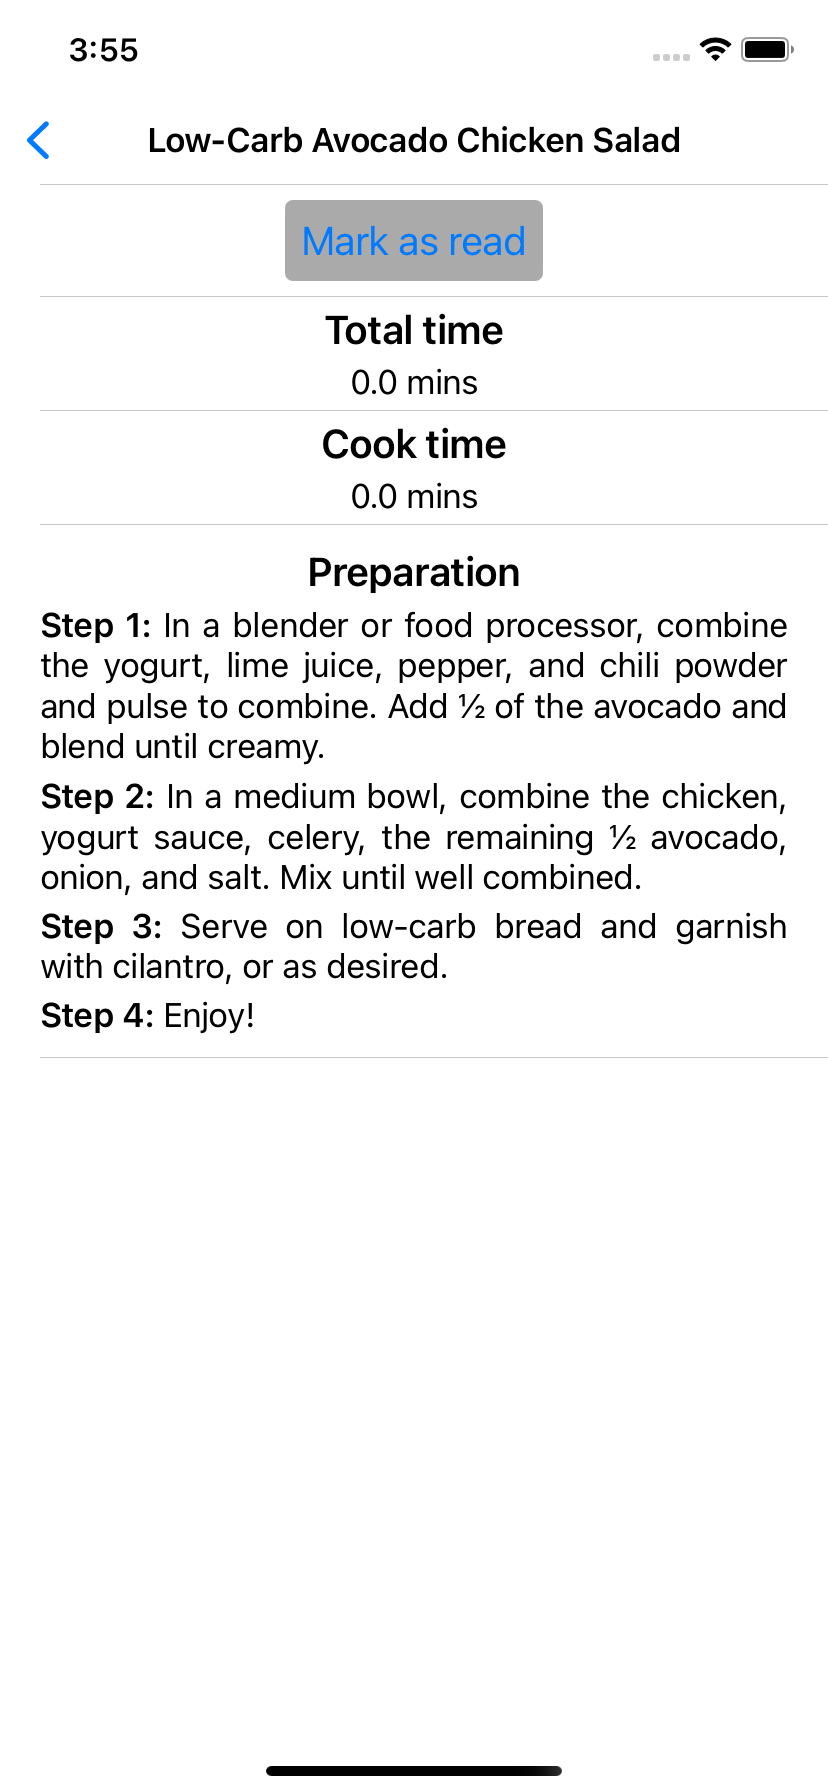 3:55
Low-Carb Avocado Chicken Salad
Mark as read
Total time
0.0 mins
Cook time
0.0 mins
Preparation
Step 1: In a blender or food processor, combine
the yogurt, lime juice, pepper, and chili powder
and pulse to combine. Add ½ of the avocado and
blend until creamy.
Step 2: In a medium bowl, combine the chicken,
yogurt sauce, celery, the remaining ½ avocado,
onion, and salt. Mix until well combined.
Step 3: Serve on low-carb bread and garnish
with cilantro, or as desired.
Step 4: Enjoy!